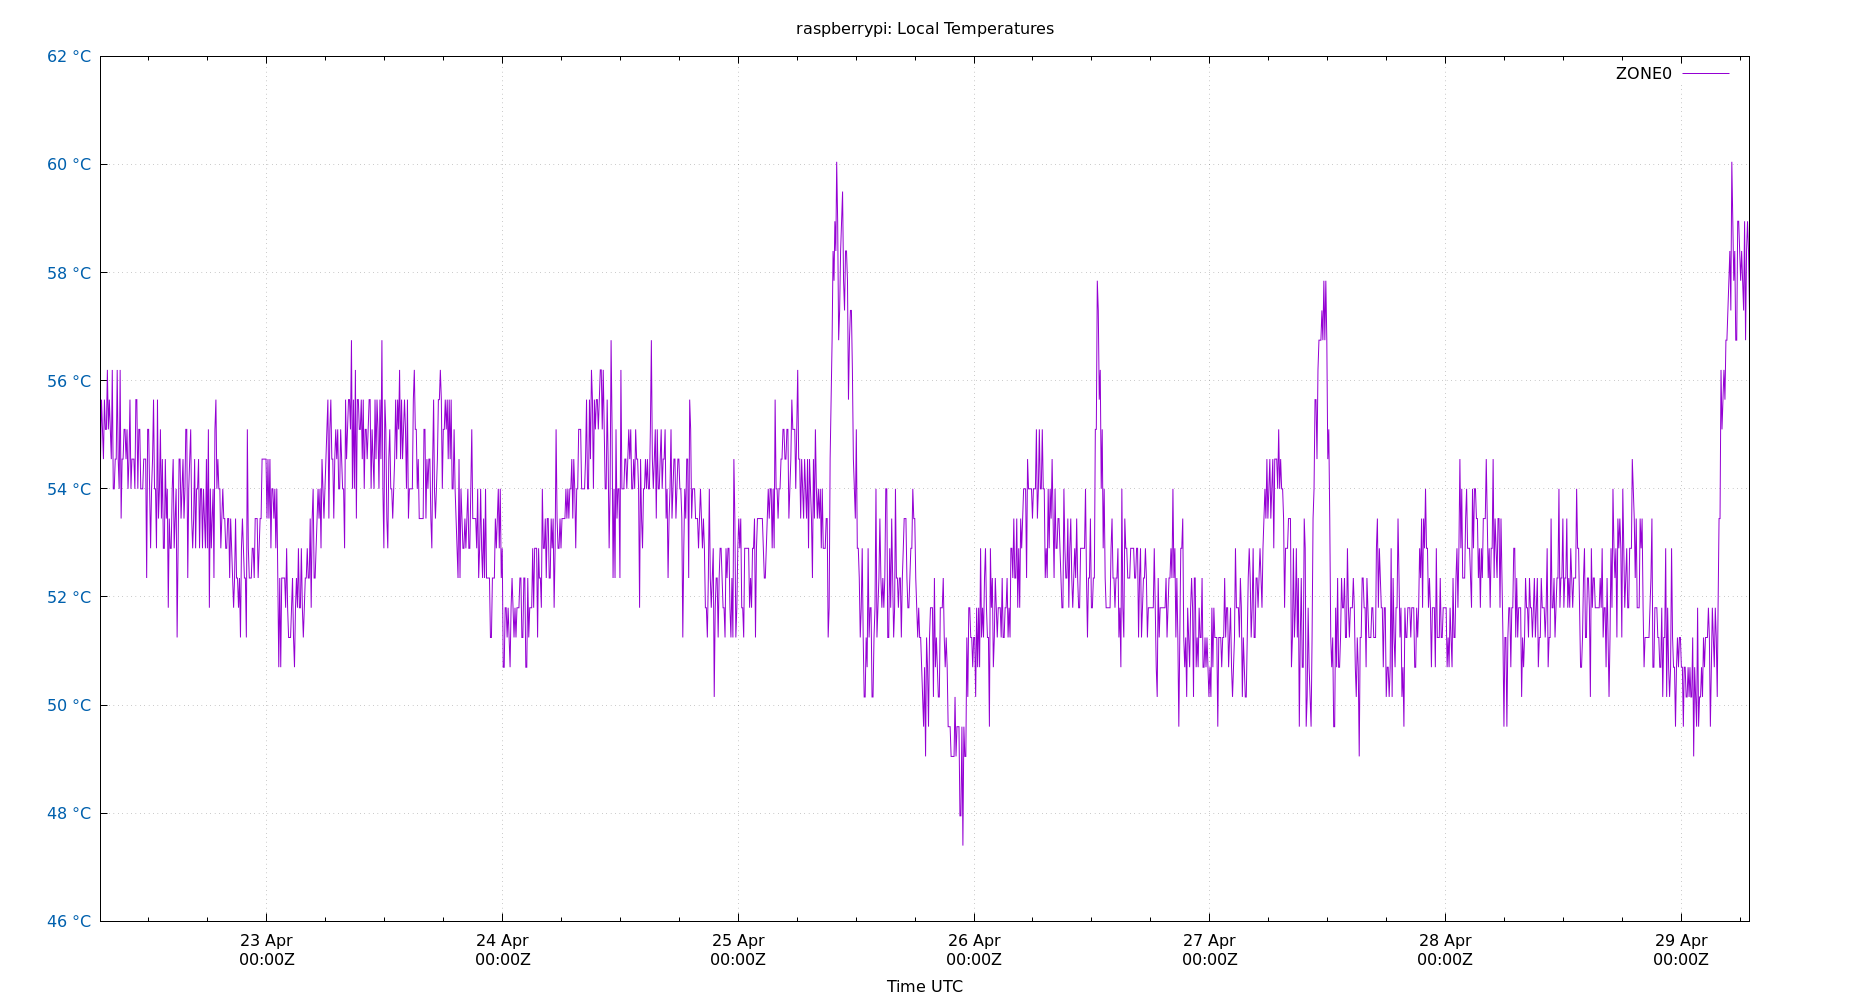 raspberrypi: Local Temperatures
62 °C
ZONE0
60 °C
58 °C
56 °C
54 °C
52 °C
50 °C
48 °C
46 °C
23 Apr 24 Apr 25 Apr 26 Apr 27 Apr 28 Apr 29 Apr
00:00Z 00:00Z 00:00Z 00:00Z 00:00Z 00:00Z 00:00Z
Time UTC